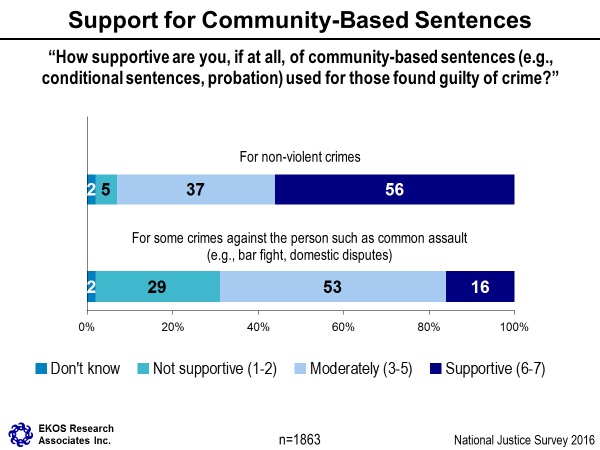 Support for Community-Based Sentences
“How supportive are you, if at all, of community-based sentences (e.g.,
conditional sentences, probation) used for those found guilty of crime?”
For non-violent crimes
2 5 37 56
For some crimes against the person such as common assault
(e.g., bar fight, domestic disputes)
2 29 53 16
0% 20% 40% 60% 80% 100%
Don't know Not supportive (1-2) Moderately (3-5) Supportive (6-7)
EKOS Research
Associates Inc.
n=1863
National Justice Survey 2016